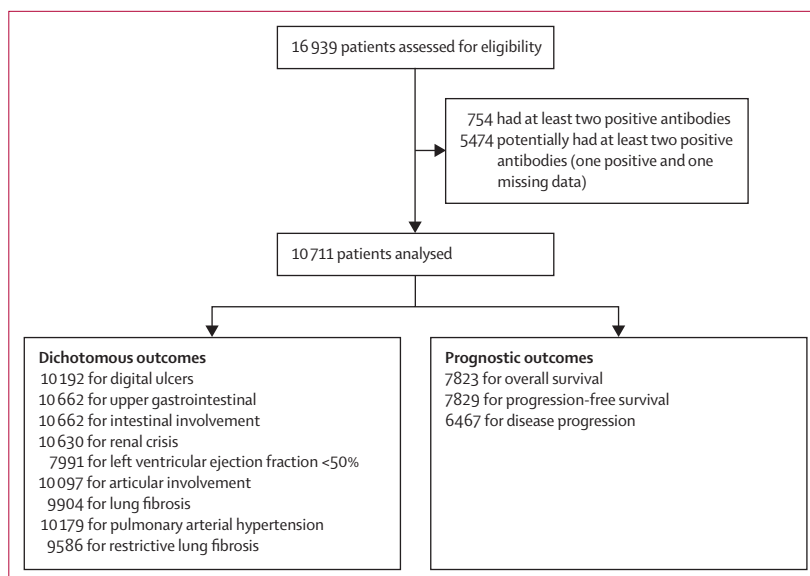 16 939 patients assessed for eligibility
754 had at least two positive antibodies
5474 potentially had at least two positive
antibodies (one positive and one
missing data)
10 711 patients analysed
Dichotomous outcomes
10 192 for digital ulcers
10 662 for upper gastrointestinal
10 662 for intestinal involvement
10 630 for renal crisis
7991 for left ventricular ejection fraction <50%
10 097 for articular involvement
9904 for lung fibrosis
10 179 for pulmonary arterial hypertension
9586 for restrictive lung fibrosis
Prognostic outcomes
7823 for overall survival
7829 for progression-free survival
6467 for disease progression